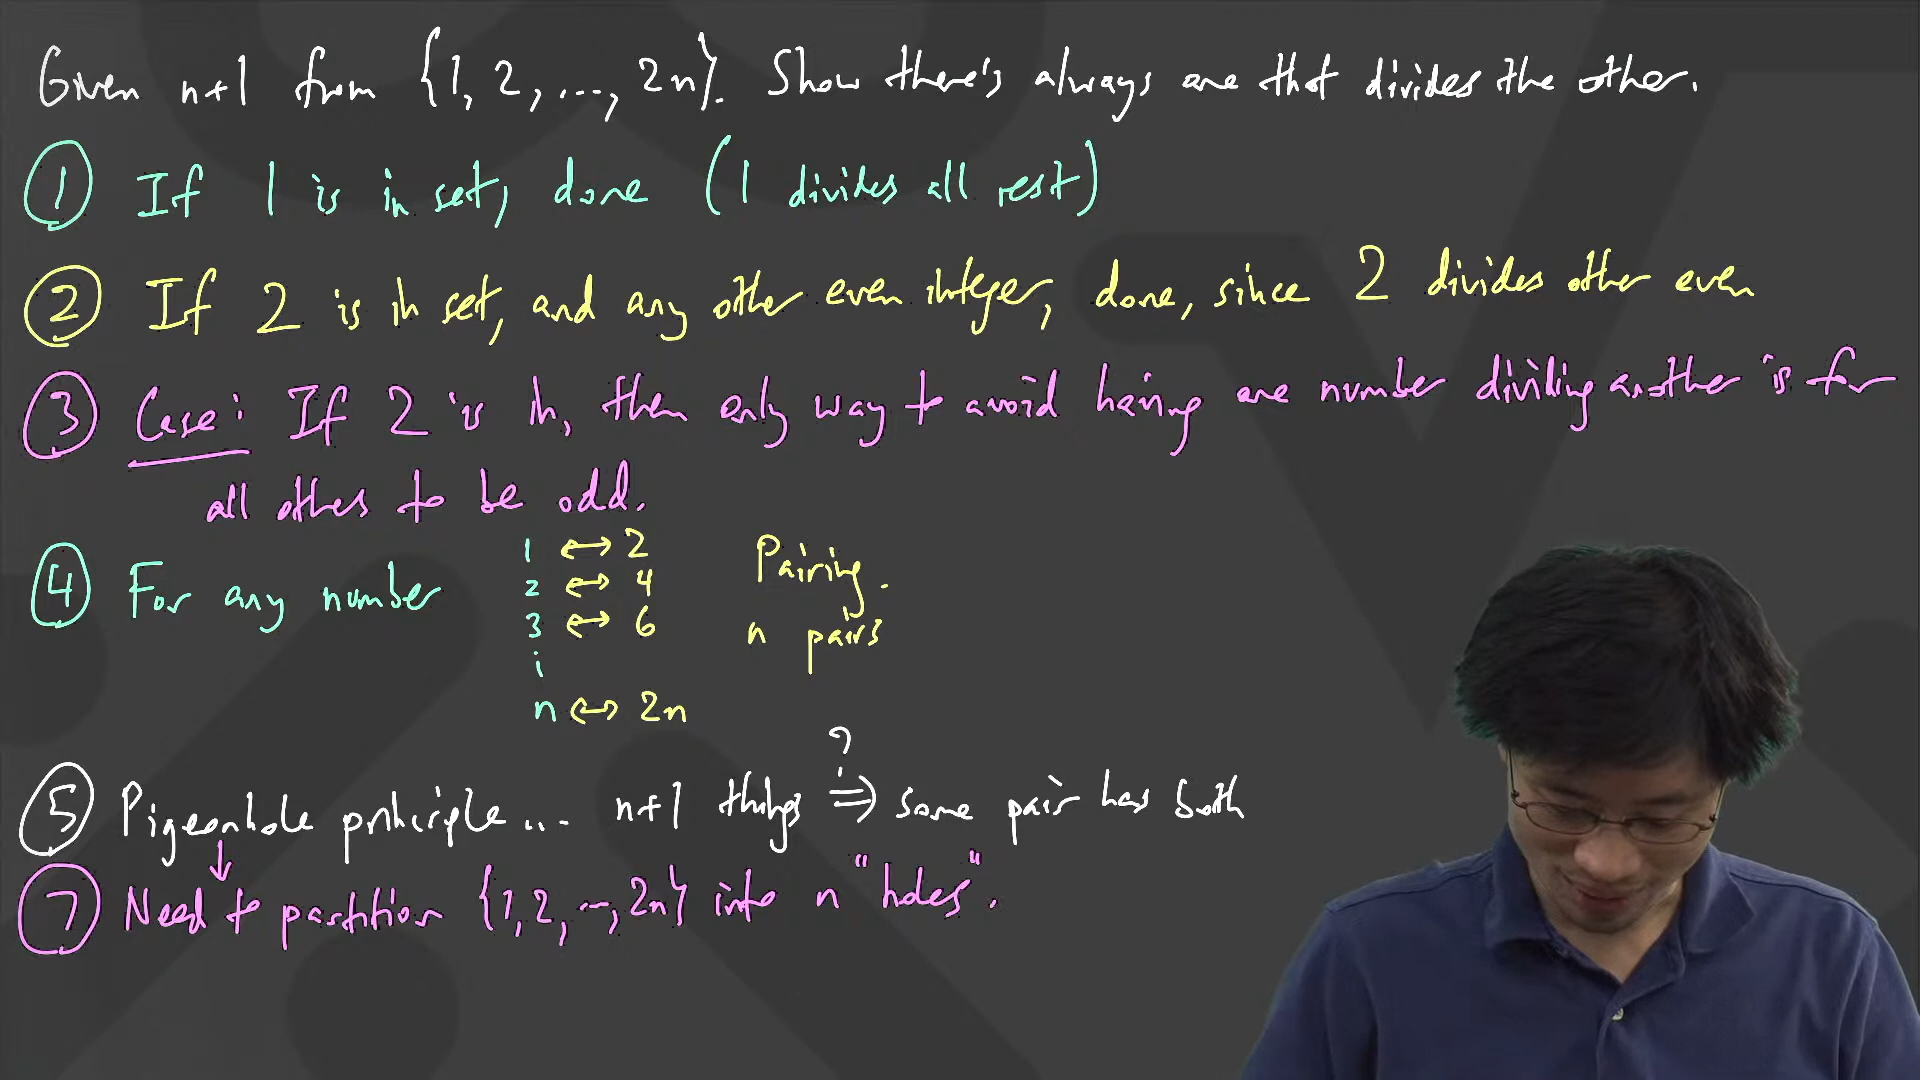 Given n+1 from {1, 2, ..., 2n}. Show there's always one that divides the other.
① If 1 is in set, done (1 divides all rest)
② If 2 is in set, and any other even integer, done, since 2 divides other even
③ Case: If 2 is in, then only way to avoid having one number dividing another is for
all others to be odd.
④ For any number
1 ↔ 2
2 ↔ 4
3 ↔ 6
⋮
n ↔ 2n
Pairing.
n pairs
⑤ Pigeonhole principle... n+1 things ⇒ some pair has both
?
↓
⑦ Need to partition {1, 2, ..., 2n} into n "holes".